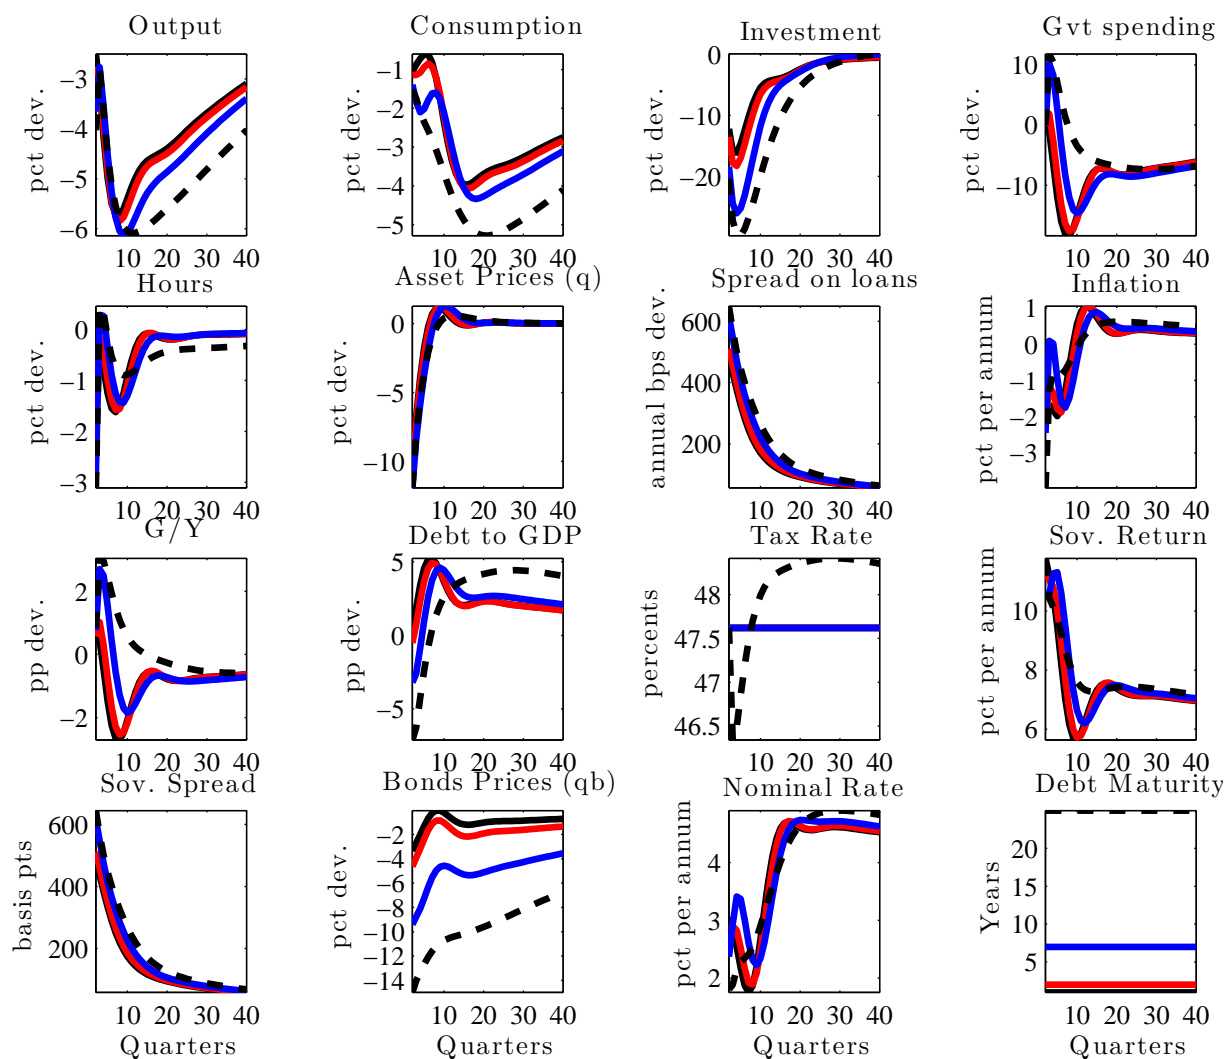 Output Consumption Investment Gvt spending
pct dev. −3 −4 −5 −6 10 20 30 40
pct dev. −1 −2 −3 −4 −5 10 20 30 40
pct dev. 0 −10 −20 10 20 30 40
pct dev. 10 0 −10 10 20 30 40
Hours Asset Prices (q) Spread on loans Inflation
pct dev. 0 −1 −2 −3 10 20 30 40
pct dev. 0 −5 −10 10 20 30 40
annual bps dev. 600 400 200 10 20 30 40
pct per annum 1 0 −1 −2 −3 10 20 30 40
G/Y Debt to GDP Tax Rate Sov. Return
pp dev. 2 0 −2 10 20 30 40
pp dev. 5 0 −5 10 20 30 40
percents 48 47.5 47 46.5 10 20 30 40
pct per annum 10 8 6 10 20 30 40
Sov. Spread Bonds Prices (qb) Nominal Rate Debt Maturity
basis pts 600 400 200 10 20 30 40
pct dev. −2 −4 −6 −8 −10 −12 −14 10 20 30 40
pct per annum 4 3 2 10 20 30 40
Years 20 15 10 5 10 20 30 40
Quarters Quarters Quarters Quarters